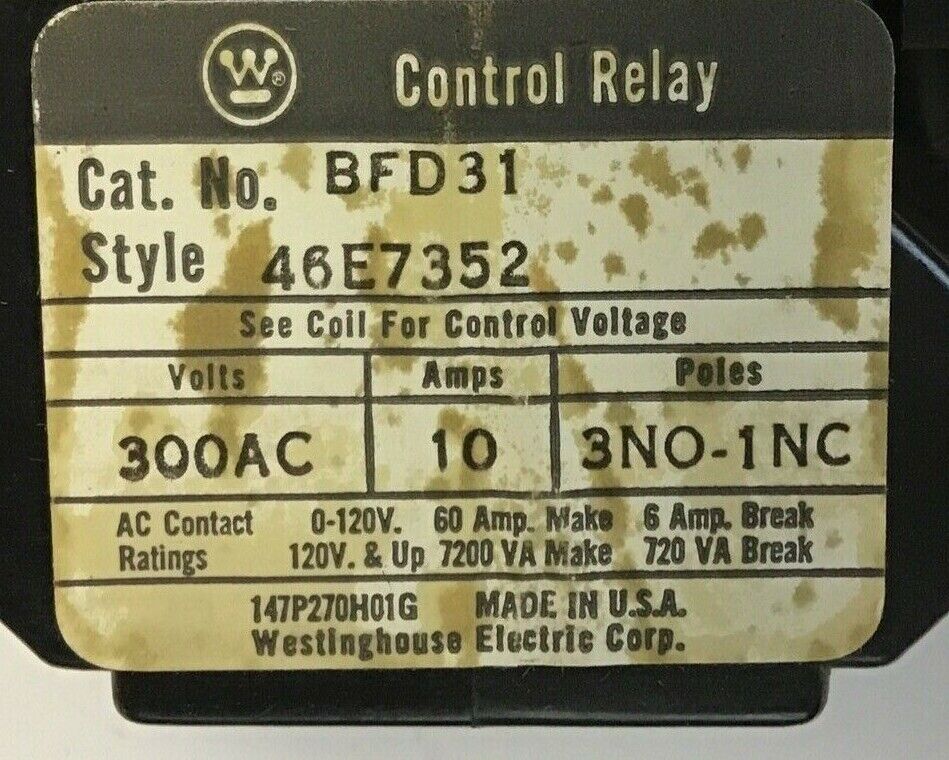 W ®
Control Relay
Cat. No. BFD31
Style 46E7352
See Coil For Control Voltage
Volts Amps Poles
300AC 10 3NO-1NC
AC Contact 0-120V. 60 Amp. Make 6 Amp. Break
Ratings 120V. & Up 7200 VA Make 720 VA Break
147P270H01G MADE IN U.S.A.
Westinghouse Electric Corp.